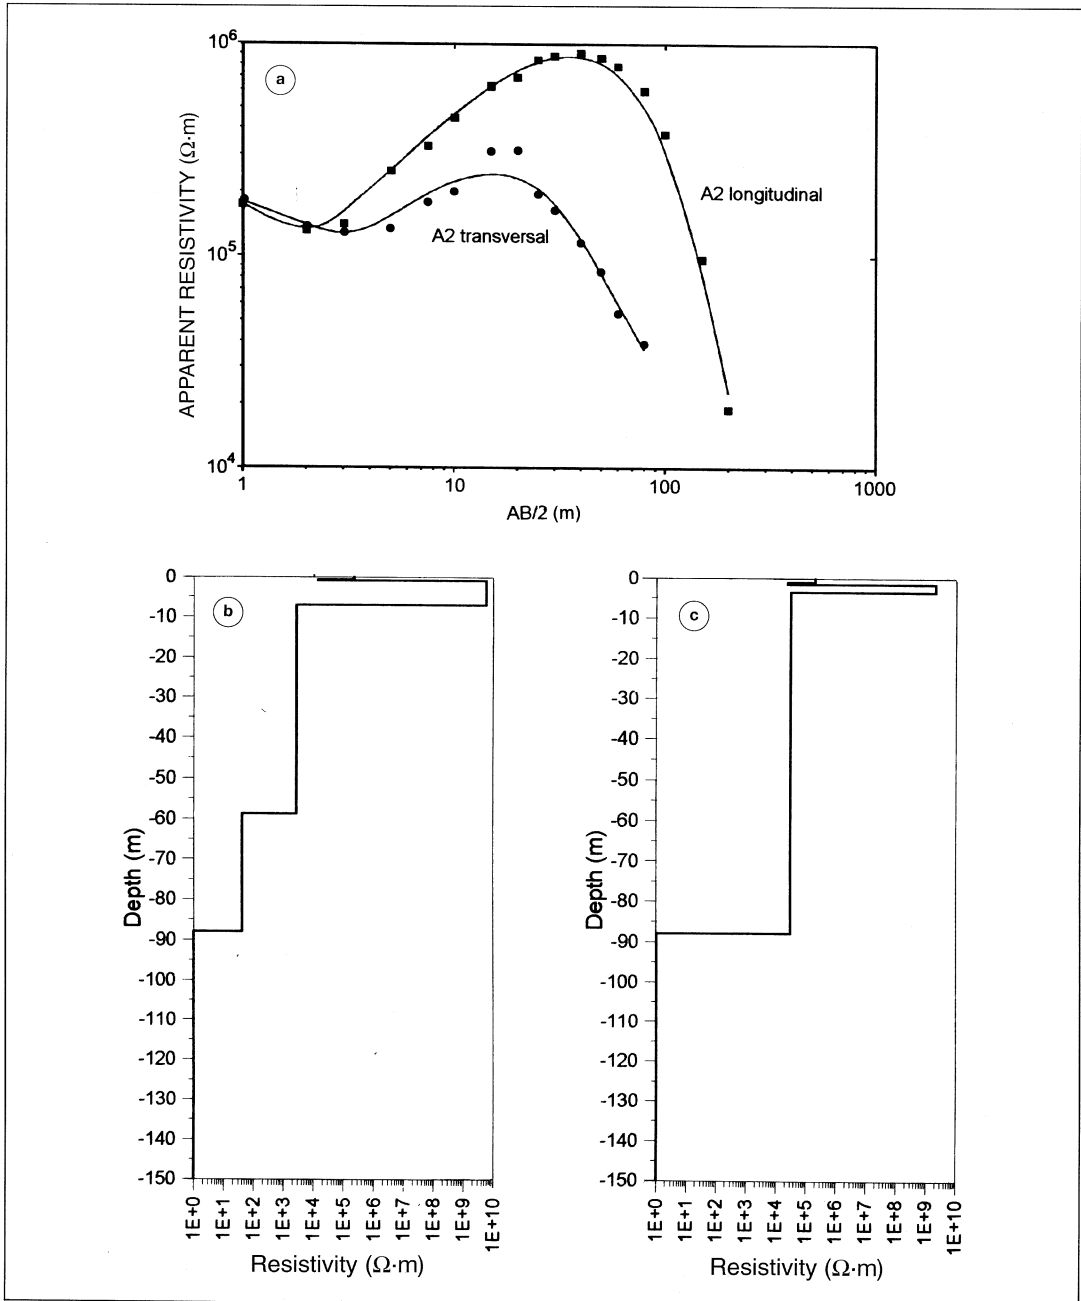 a
10^6
10^5
10^4
APPARENT RESISTIVITY (Ω·m)
A2 longitudinal
A2 transversal
1
10
100
1000
AB/2 (m)
b
0
-10
-20
-30
-40
-50
-60
-70
-80
-90
-100
-110
-120
-130
-140
-150
Depth (m)
1E+0
1E+1
1E+2
1E+3
1E+4
1E+5
1E+6
1E+7
1E+8
1E+9
1E+10
Resistivity (Ω·m)
c
0
-10
-20
-30
-40
-50
-60
-70
-80
-90
-100
-110
-120
-130
-140
-150
Depth (m)
1E+0
1E+1
1E+2
1E+3
1E+4
1E+5
1E+6
1E+7
1E+8
1E+9
1E+10
Resistivity (Ω·m)